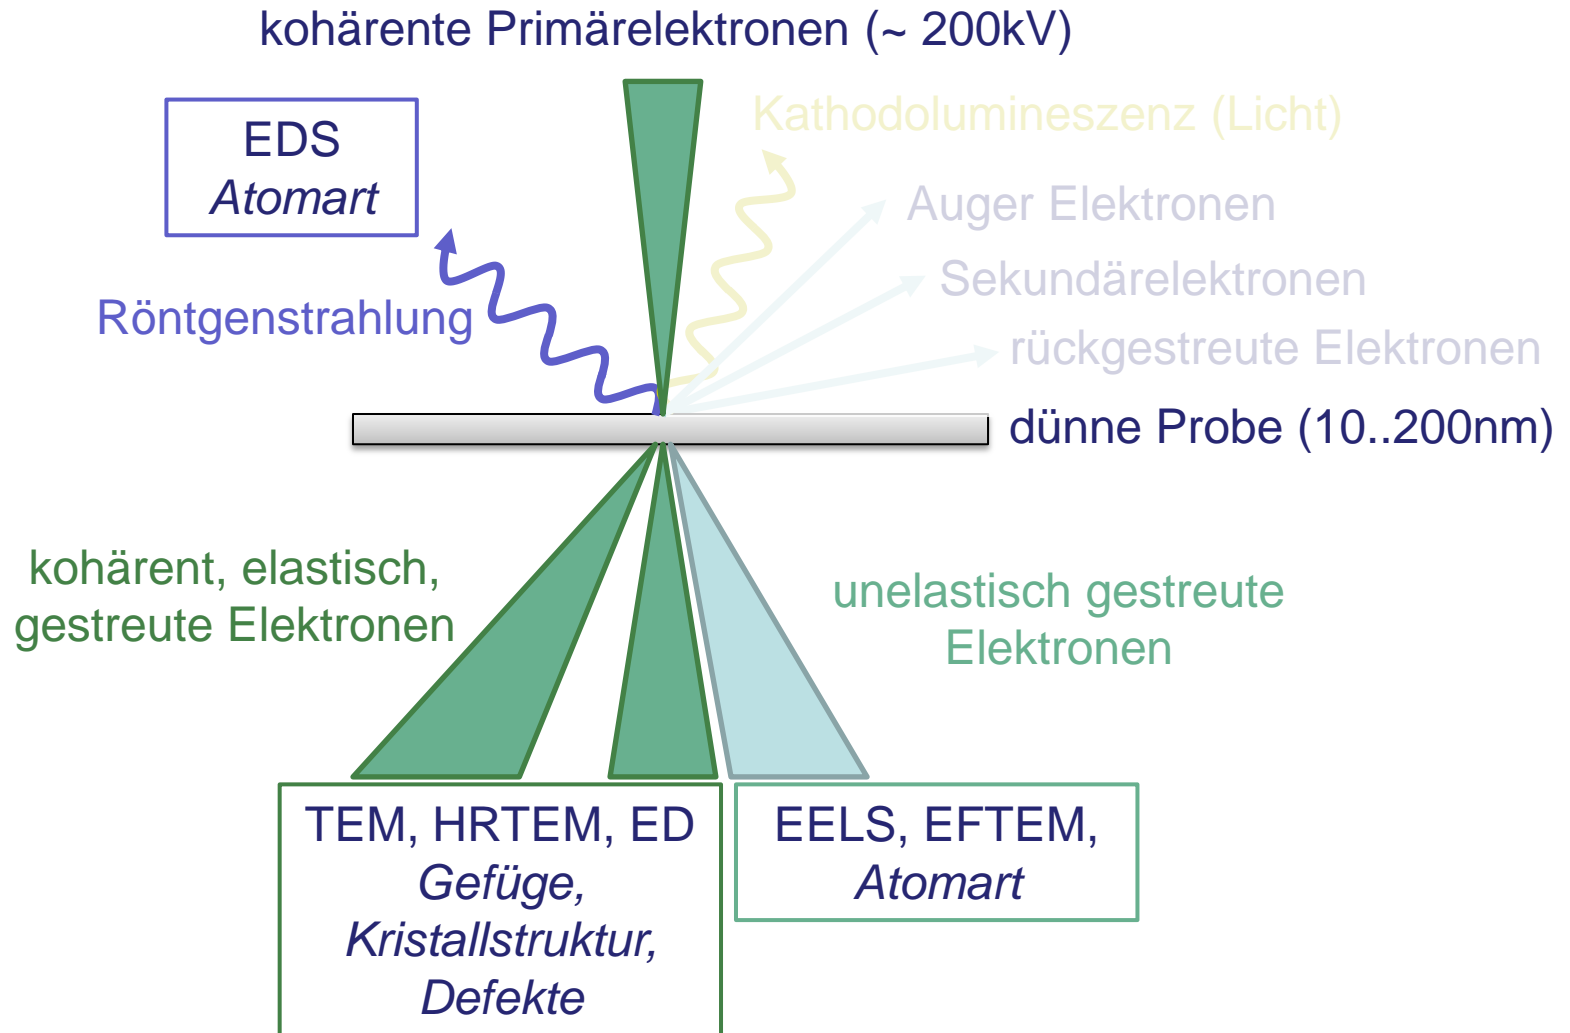 kohärente Primärelektronen (~ 200kV)
EDS
Atomart
Kathodolumineszenz (Licht)
Auger Elektronen
Sekundärelektronen
Röntgenstrahlung
rückgestreute Elektronen
dünne Probe (10..200nm)
kohärent, elastisch,
gestreute Elektronen
unelastisch gestreute
Elektronen
TEM, HRTEM, ED
Gefüge,
Kristallstruktur,
Defekte
EELS, EFTEM,
Atomart